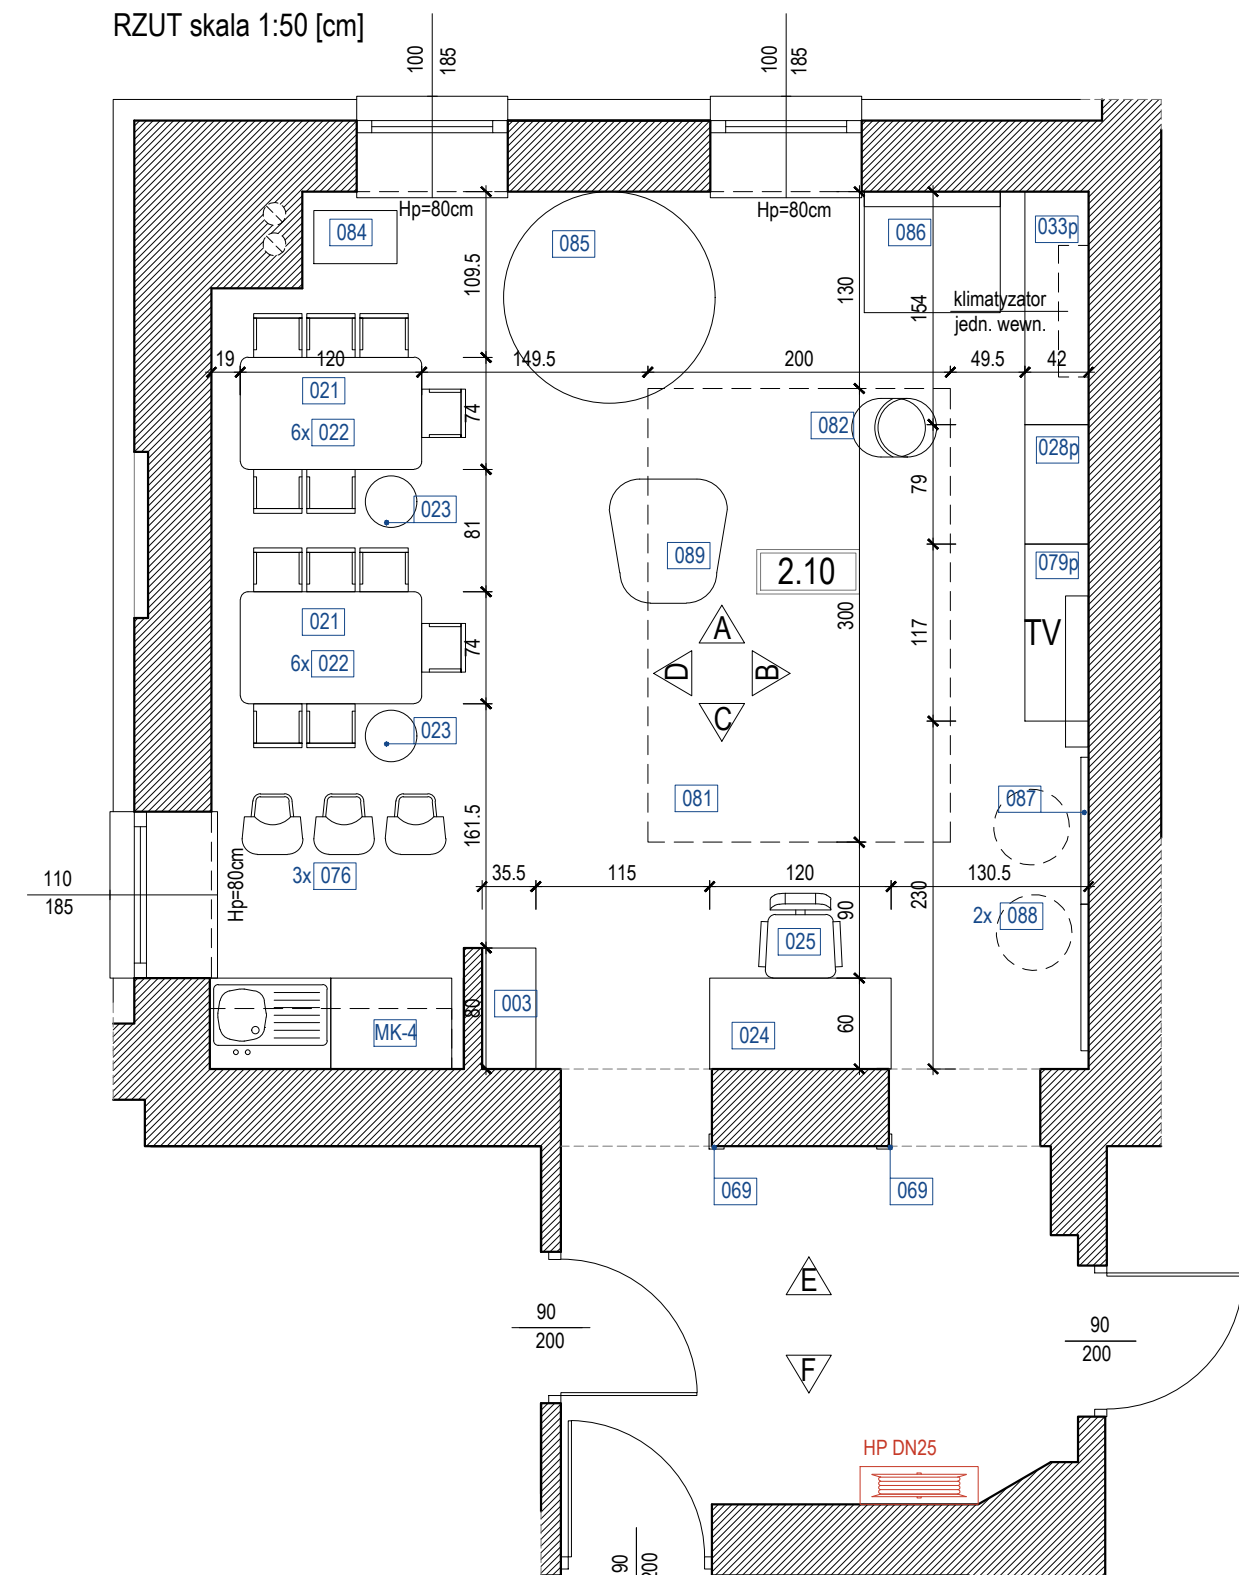 RZUT skala 1:50 [cm]
100
185
100
185
Hp=80cm
Hp=80cm
084
085
086
033p
109.5
130
154
klimatyzator
jedn. wewn.
19
120
149.5
200
49.5
42
021
6x 022
74
082
028p
023
81
79
089
2.10
079p
021
6x 022
74
300
117
TV
A
D
B
C
023
081
087
161.5
3x 076
Hp=80cm
110
185
35.5
115
120
130.5
90
230
025
2x 088
80
003
MK-4
024
60
069
069
E
90
200
90
200
F
HP DN25
90
200